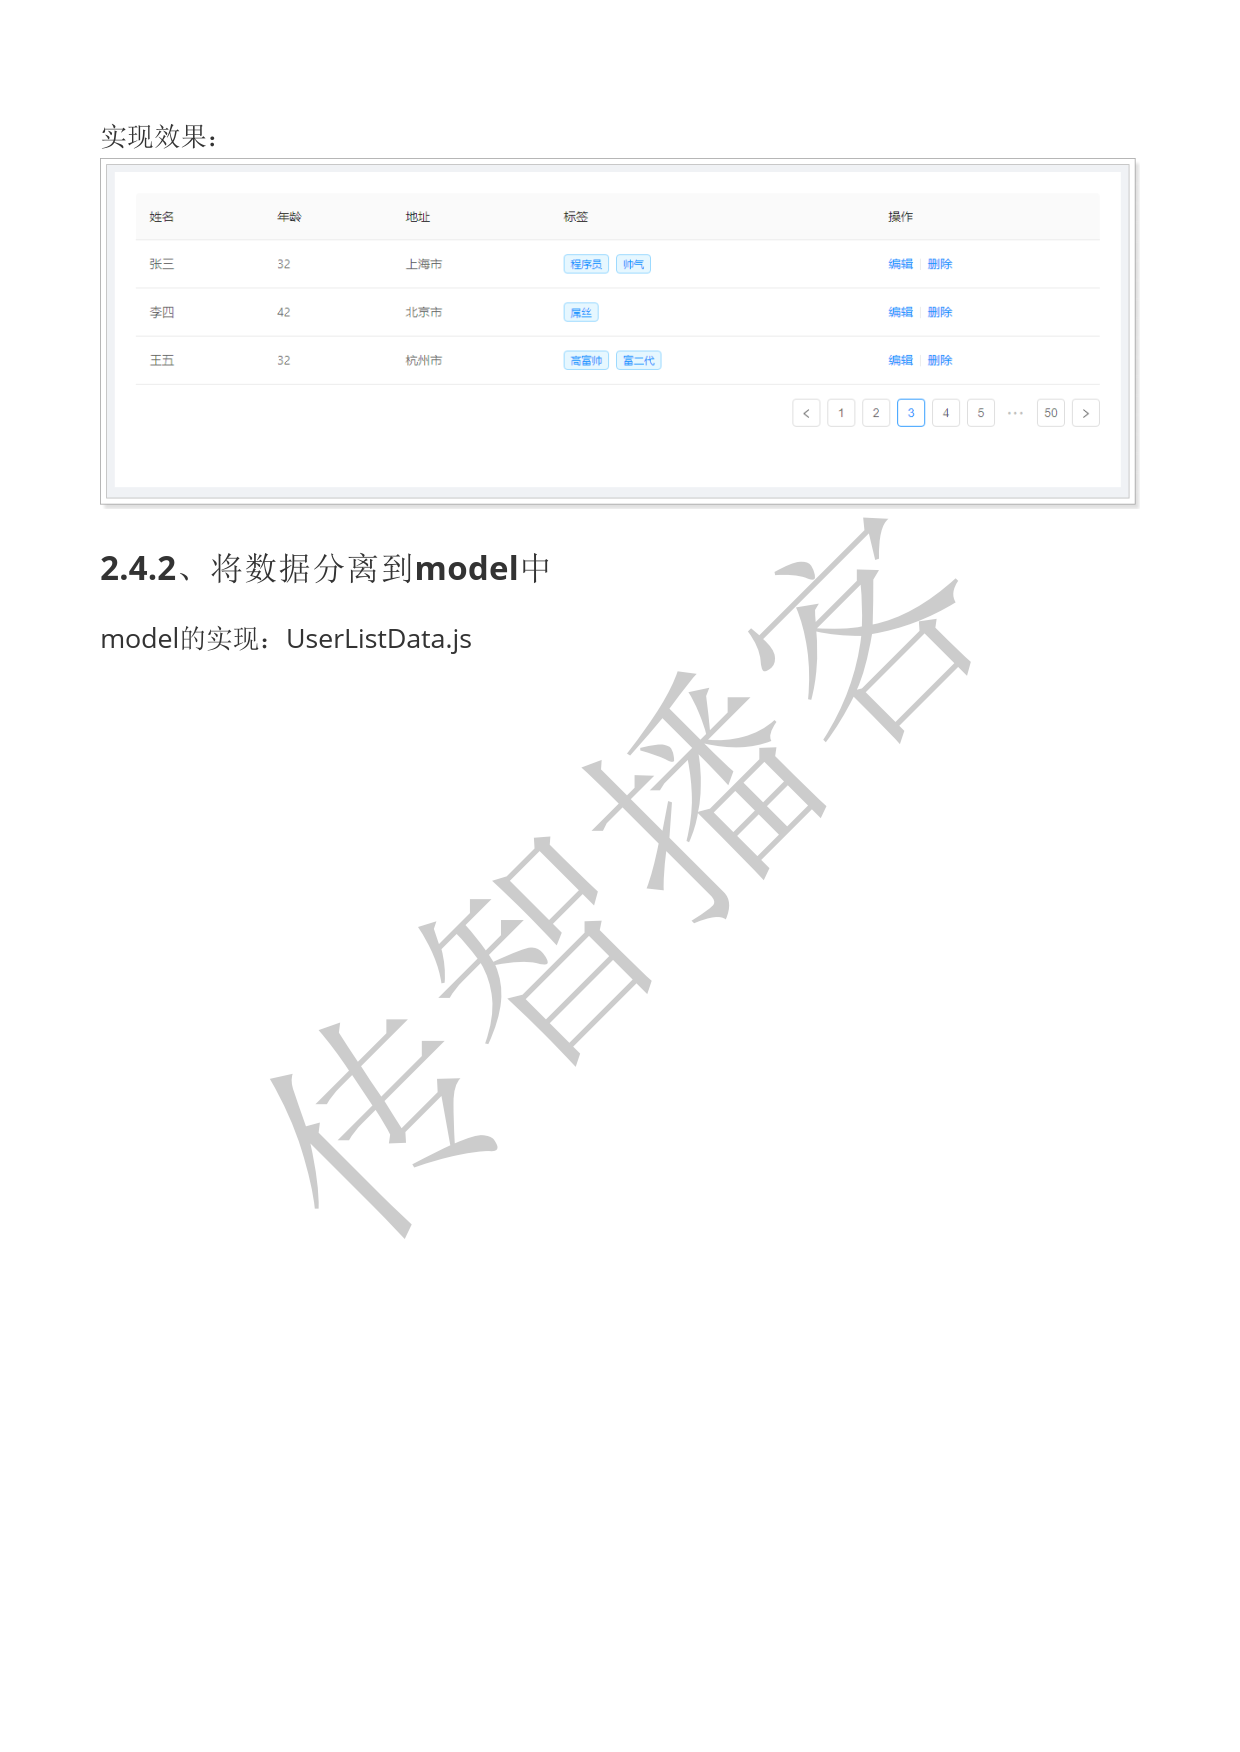 实现效果：
姓名 年龄 地址 标签 操作
张三 32 上海市 程序员 帅气 编辑 删除
李四 42 北京市 屌丝 编辑 删除
王五 32 杭州市 高富帅 富二代 编辑 删除
< 1 2 3 4 5 ••• 50 >
2.4.2、将数据分离到model中
model的实现：UserListData.js
传智播客